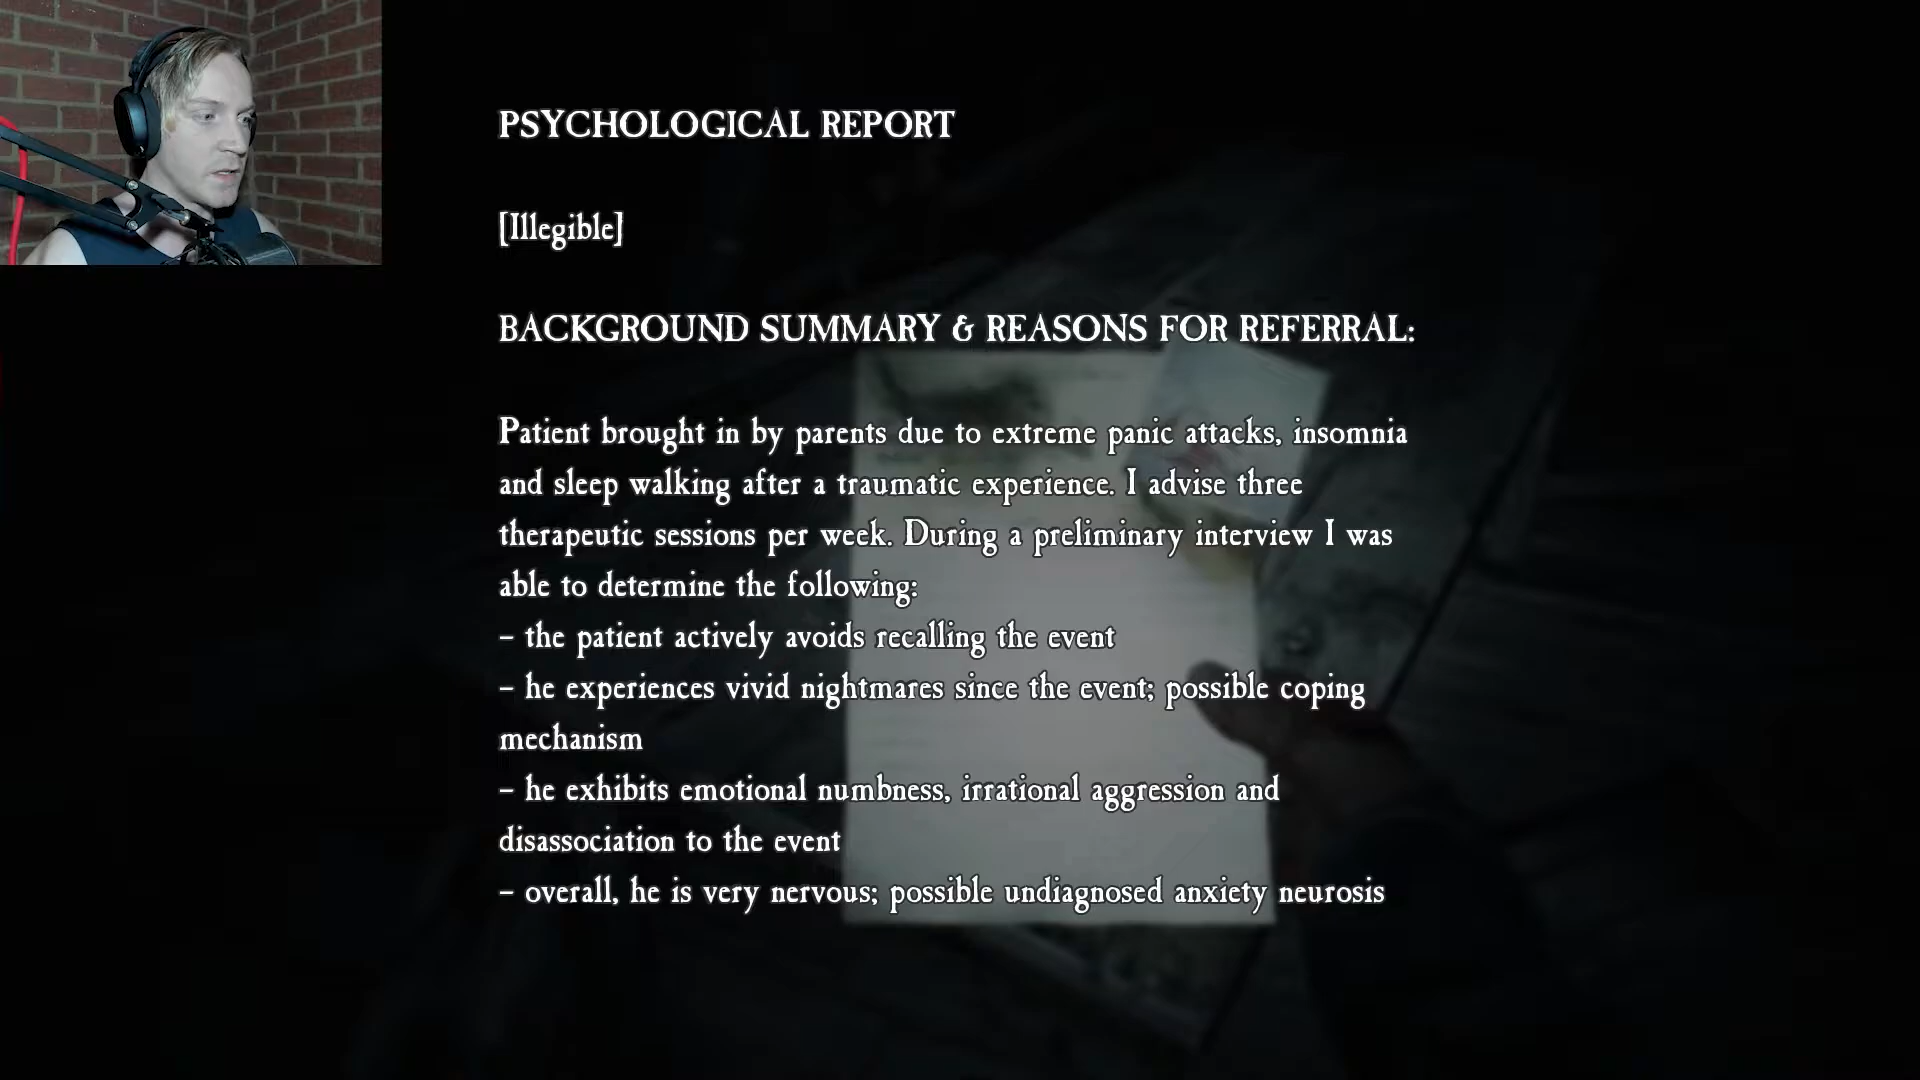 PSYCHOLOGICAL REPORT
[Illegible]
BACKGROUND SUMMARY & REASONS FOR REFERRAL:
Patient brought in by parents due to extreme panic attacks, insomnia
and sleep walking after a traumatic experience. I advise three
therapeutic sessions per week. During a preliminary interview I was
able to determine the following:
– the patient actively avoids recalling the event
– he experiences vivid nightmares since the event; possible coping
mechanism
– he exhibits emotional numbness, irrational aggression and
disassociation to the event
– overall, he is very nervous; possible undiagnosed anxiety neurosis